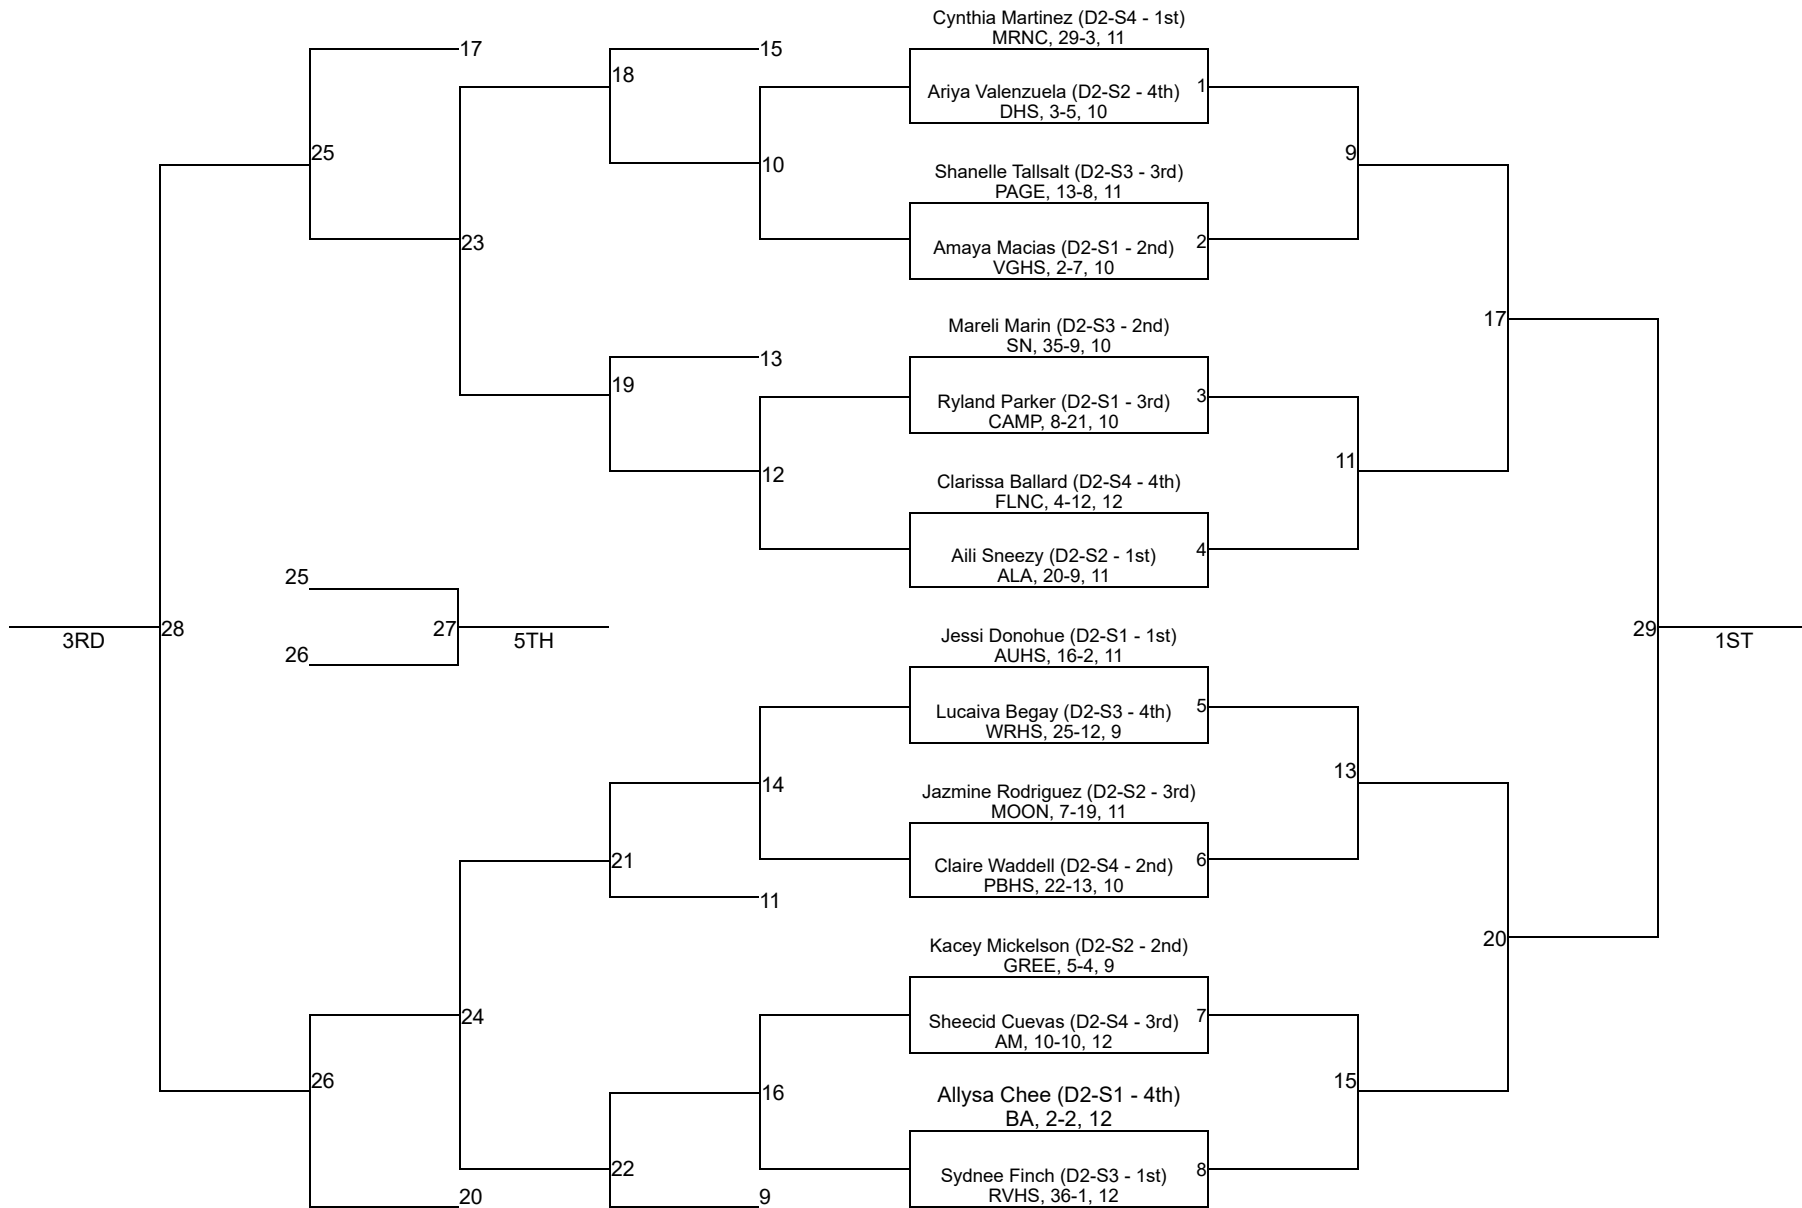 Cynthia Martinez (D2-S4 - 1st)
MRNC, 29-3, 11
17
15
18
Ariya Valenzuela (D2-S2 - 4th)
1
DHS, 3-5, 10
25
10
9
Shanelle Tallsalt (D2-S3 - 3rd)
PAGE, 13-8, 11
23
Amaya Macias (D2-S1 - 2nd)
2
VGHS, 2-7, 10
17
Mareli Marin (D2-S3 - 2nd)
SN, 35-9, 10
13
19
Ryland Parker (D2-S1 - 3rd)
3
CAMP, 8-21, 10
12
11
Clarissa Ballard (D2-S4 - 4th)
FLNC, 4-12, 12
Aili Sneezy (D2-S2 - 1st)
4
ALA, 20-9, 11
25
3RD
28
27
5TH
26
Jessi Donohue (D2-S1 - 1st)
AUHS, 16-2, 11
29
1ST
Lucaiva Begay (D2-S3 - 4th)
5
WRHS, 25-12, 9
14
13
Jazmine Rodriguez (D2-S2 - 3rd)
MOON, 7-19, 11
21
Claire Waddell (D2-S4 - 2nd)
6
PBHS, 22-13, 10
11
20
Kacey Mickelson (D2-S2 - 2nd)
GREE, 5-4, 9
24
Sheecid Cuevas (D2-S4 - 3rd)
7
AM, 10-10, 12
26
16
15
Allysa Chee (D2-S1 - 4th)
BA, 2-2, 12
22
Sydnee Finch (D2-S3 - 1st)
8
RVHS, 36-1, 12
20
9